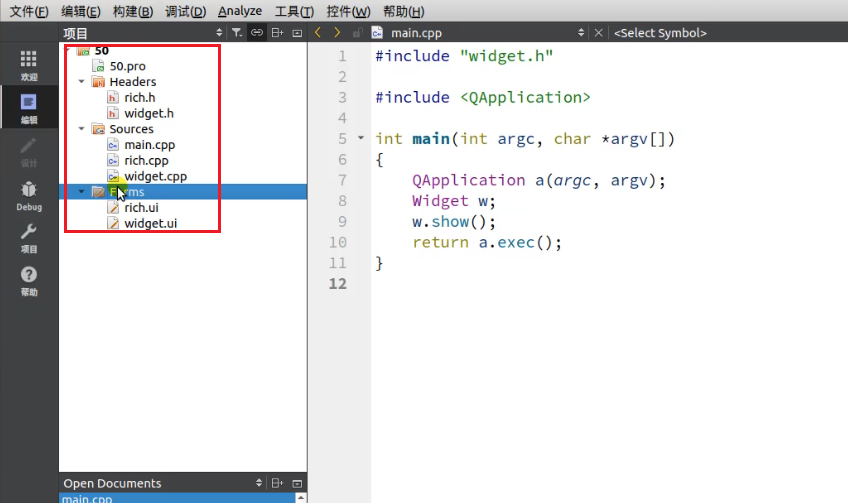 文件(F) 编辑(E) 构建(B) 调试(D) Analyze 工具(T) 控件(W) 帮助(H)
项目
main.cpp
<Select Symbol>
欢迎
编辑
设计
Debug
项目
帮助
50
50.pro
Headers
rich.h
widget.h
Sources
main.cpp
rich.cpp
widget.cpp
Forms
rich.ui
widget.ui
1 #include "widget.h"
2
3 #include <QApplication>
4
5 int main(int argc, char *argv[])
6 {
7 QApplication a(argc, argv);
8 Widget w;
9 w.show();
10 return a.exec();
11 }
12
Open Documents
main.cpp